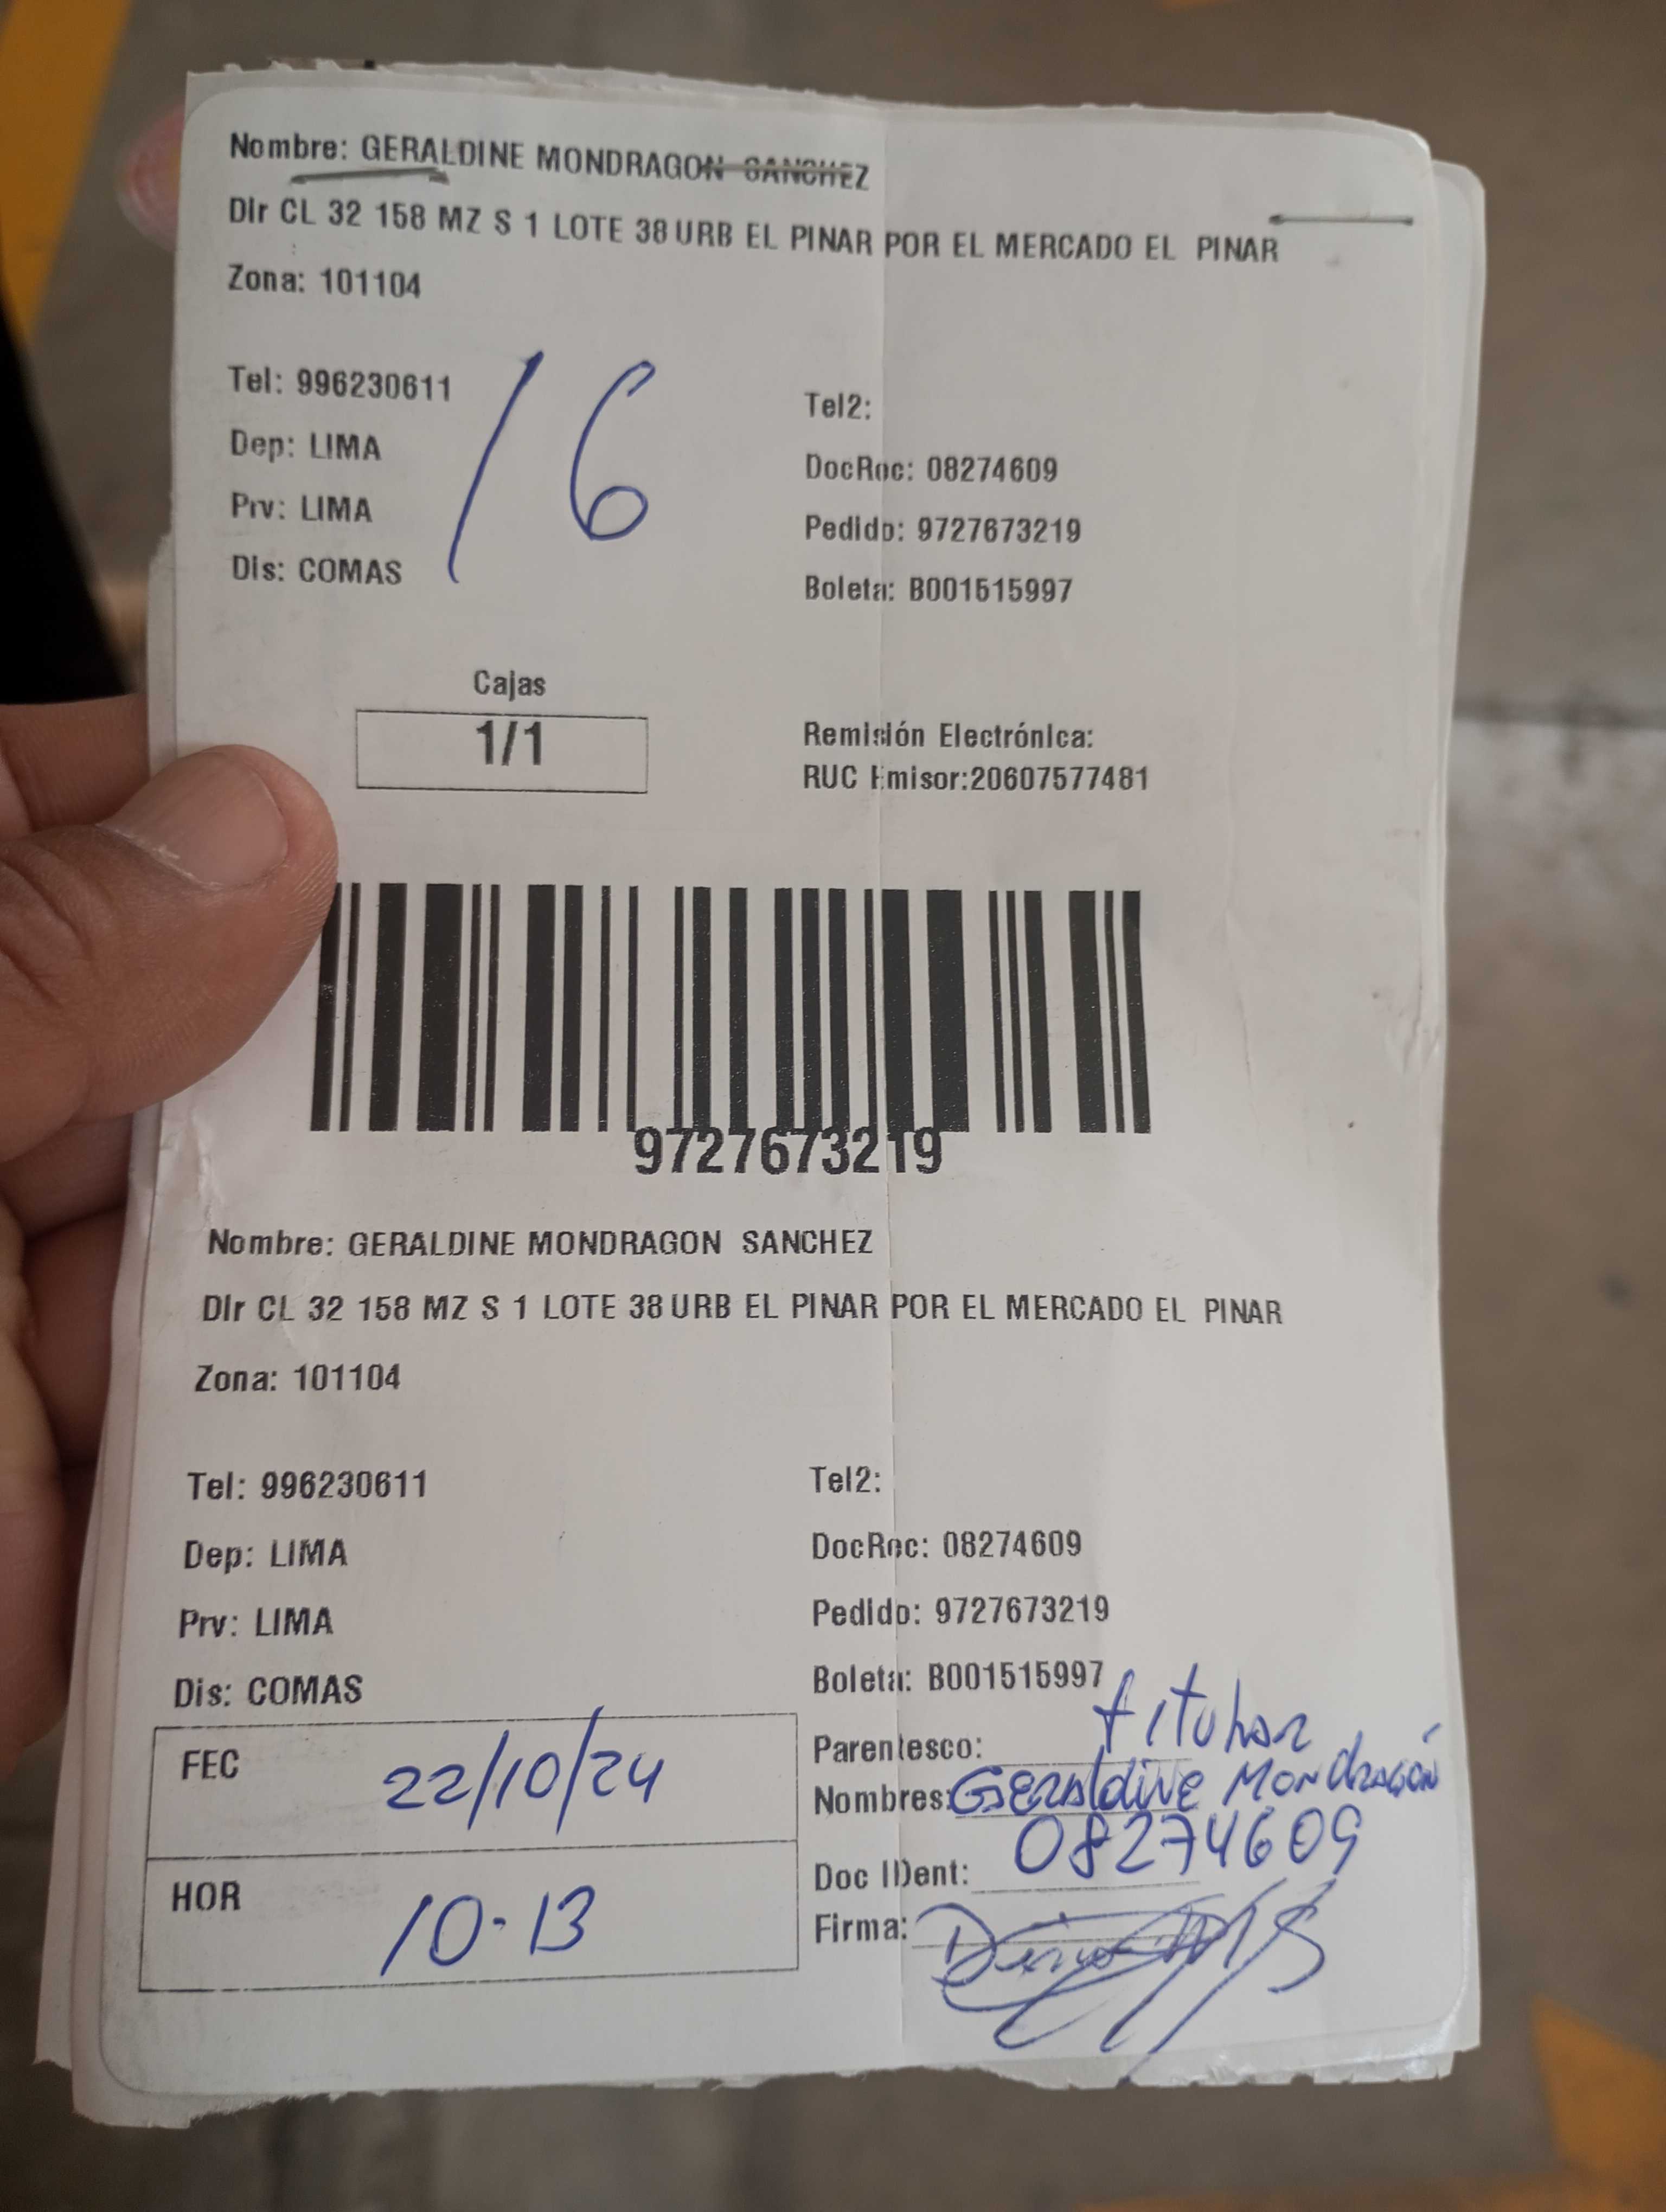 Nombre: GERALDINE MONDRAGON SANCHEZ
Dir CL 32 158 MZ S 1 LOTE 38 URB EL PINAR POR EL MERCADO EL PINAR
Zona: 101104
Tel: 996230611
Tel2:
/6
Dep: LIMA
DocRec: 08274609
Prv: LIMA
Pedido: 9727673219
Dis: COMAS
Boleta: B001515997
Cajas
1/1
Remisión Electrónica:
RUC Emisor:20607577481
9727673219
Nombre: GERALDINE MONDRAGON SANCHEZ
Dir CL 32 158 MZ S 1 LOTE 38 URB EL PINAR POR EL MERCADO EL PINAR
Zona: 101104
Tel: 996230611
Tel2:
Dep: LIMA
DocRec: 08274609
Prv: LIMA
Pedido: 9727673219
Dis: COMAS
Boleta: B001515997
FEC 22/10/24
Parentesco: titular
Nombres: Geraldine Mondragón
HOR 10-13
Doc IDent: 08274609
Firma: